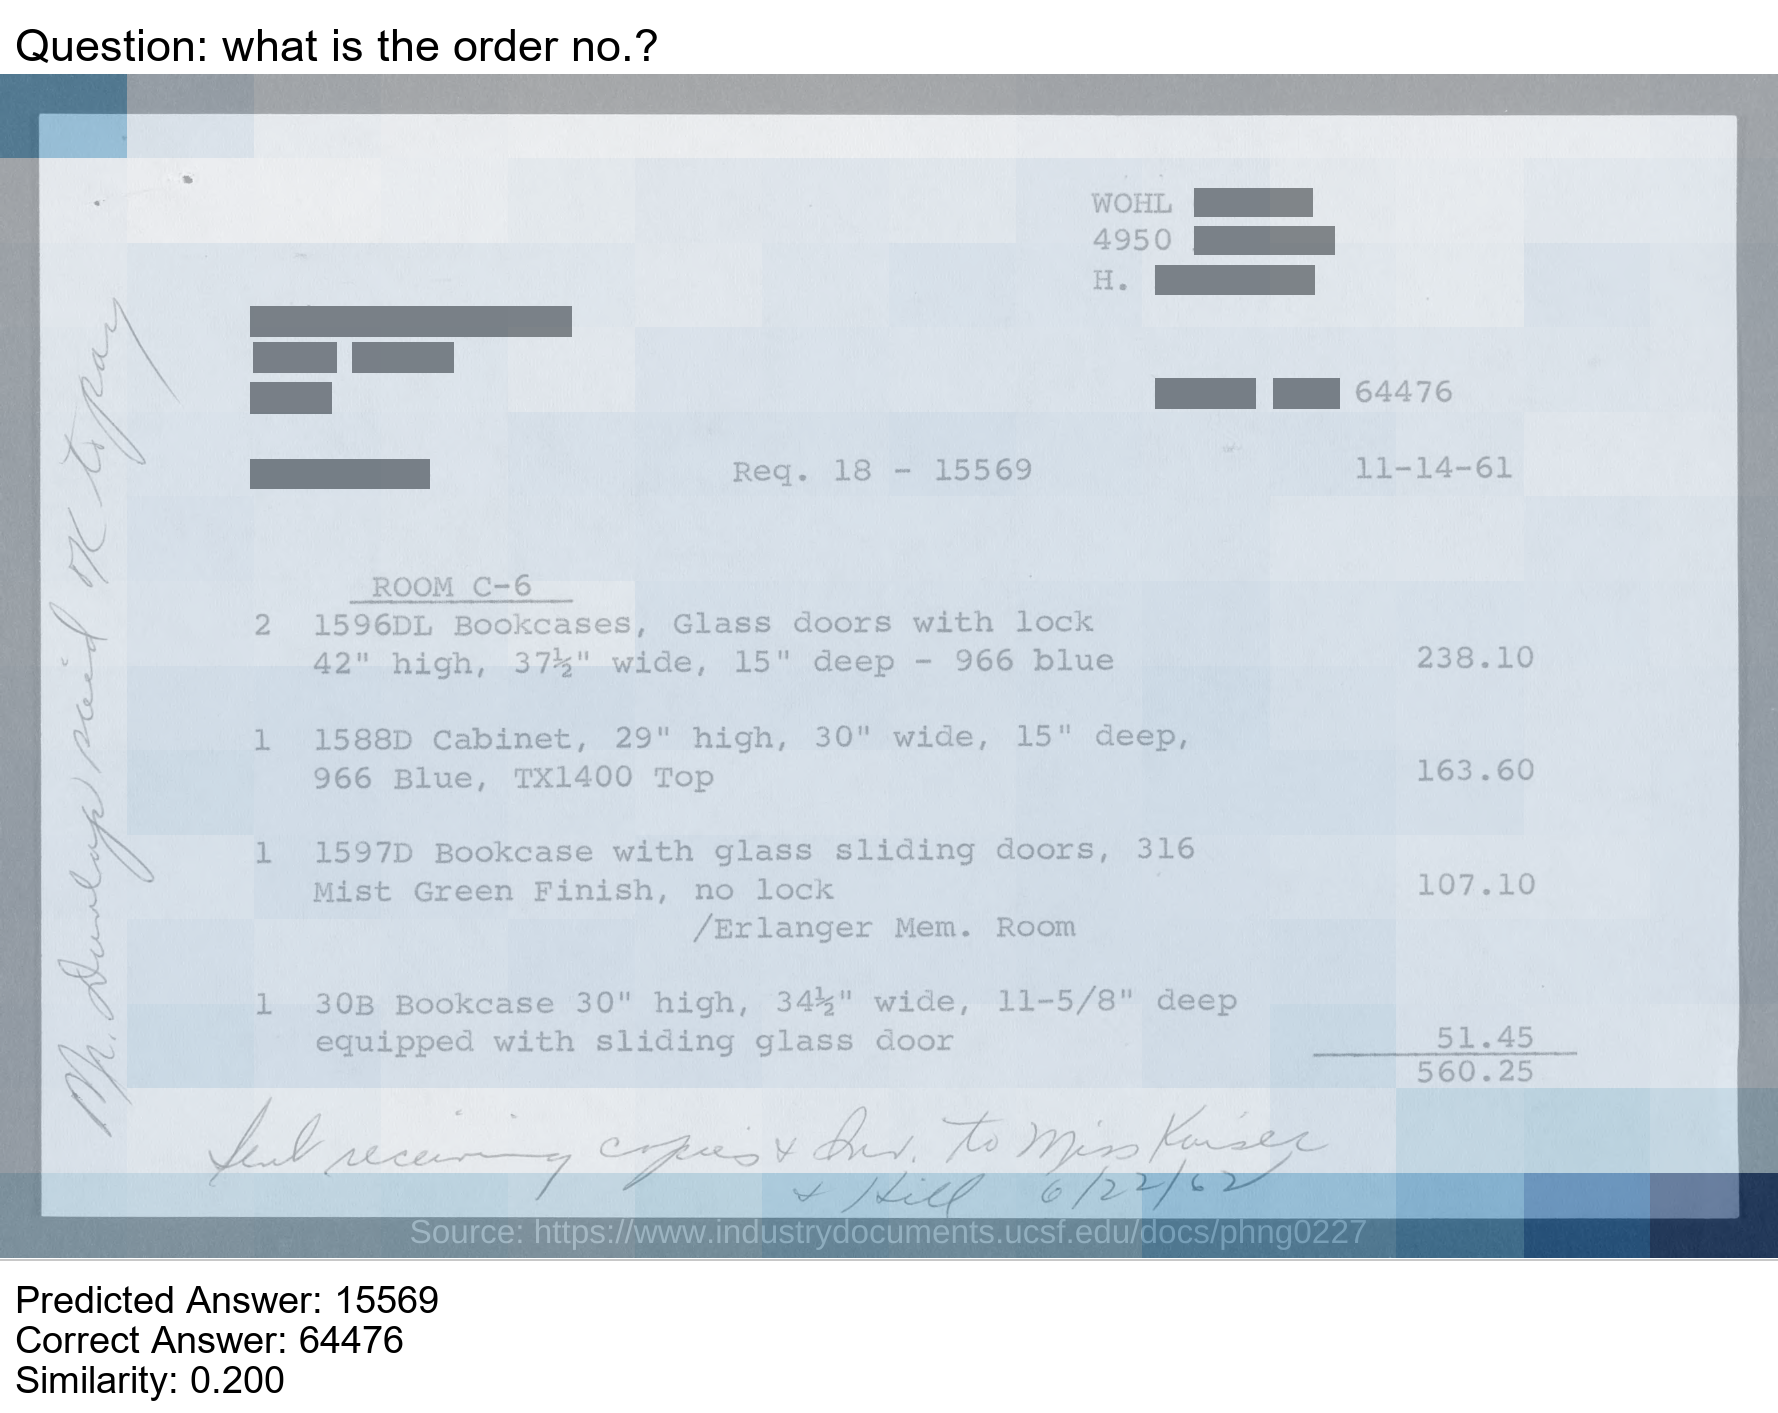 Question: what is the order no.?
WOHL
4950
H.
64476
Req. 18 - 15569 11-14-61
ROOM C-6
2 1596DL Bookcases, Glass doors with lock
42" high, 37½" wide, 15" deep - 966 blue 238.10
1 1588D Cabinet, 29" high, 30" wide, 15" deep,
966 Blue, TX1400 Top 163.60
1 1597D Bookcase with glass sliding doors, 316
Mist Green Finish, no lock 107.10
/Erlanger Mem. Room
1 30B Bookcase 30" high, 34½" wide, 11-5/8" deep
equipped with sliding glass door 51.45
560.25
Mr. Dunlap said OK to pay
Send receiving copies & Inv. to Miss Kaiser
& Hill 6/22/62
Source: https://www.industrydocuments.ucsf.edu/docs/phng0227
Predicted Answer: 15569
Correct Answer: 64476
Similarity: 0.200